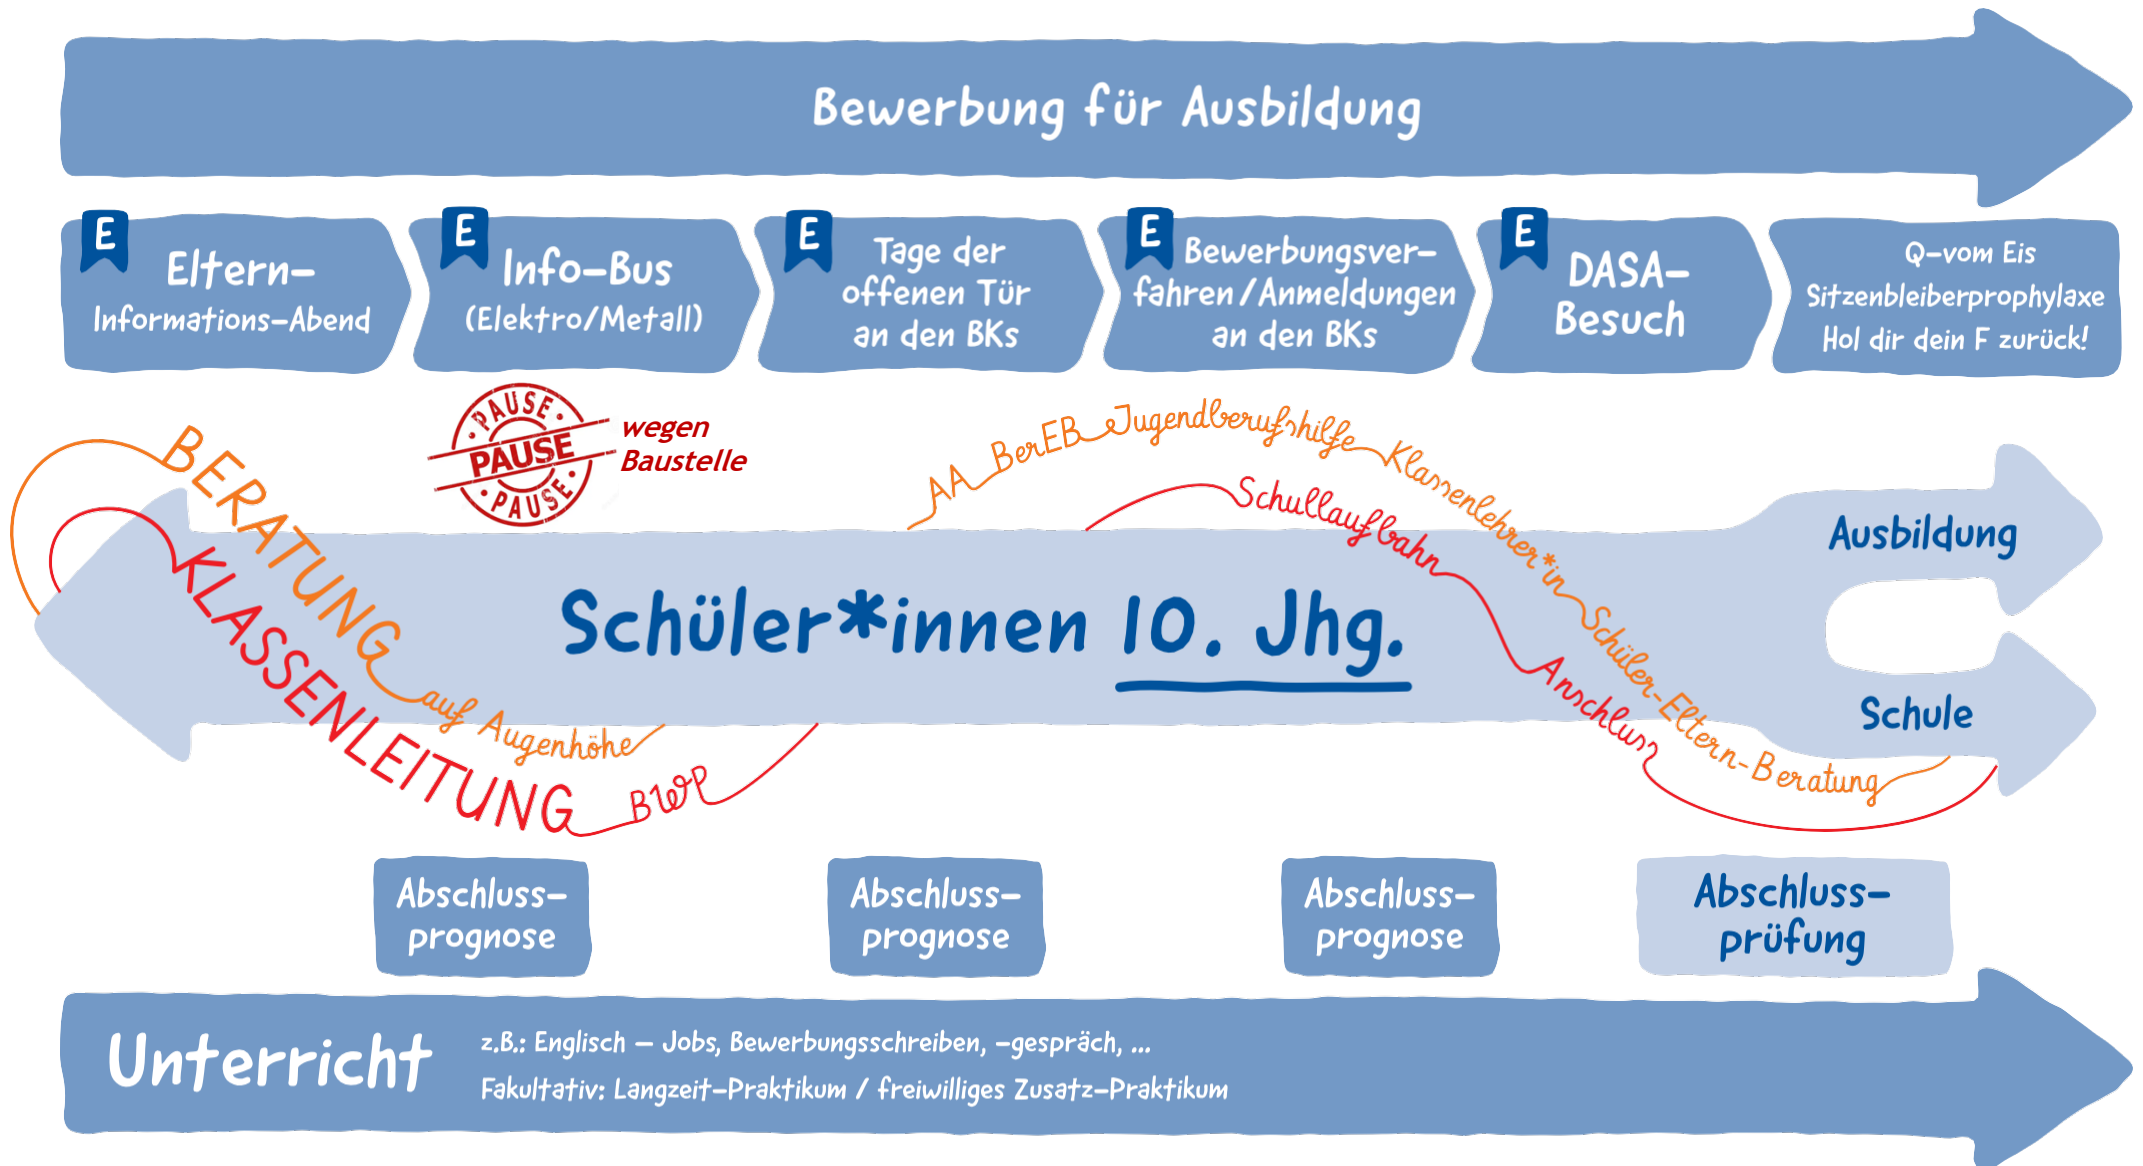 Bewerbung für Ausbildung
E
Eltern-
Informations-Abend
E
Info-Bus
(Elektro/Metall)
E
Tage der
offenen Tür
an den BKs
E
Bewerbungsver-
fahren/Anmeldungen
an den BKs
E
DASA-
Besuch
Q-vom Eis
Sitzenbleiberprophylaxe
Hol dir dein F zurück!
PAUSE
PAUSE
PAUSE
wegen
Baustelle
BERATUNG auf Augenhöhe
AA BerEB Jugendberufshilfe Klassenlehrer*in Schüler-Eltern-Beratung
KLASSENLEITUNG BWP
Schullaufbahn Anschluss
Schüler*innen 10. Jhg.
Ausbildung
Schule
Abschluss-
prognose
Abschluss-
prognose
Abschluss-
prognose
Abschluss-
prüfung
Unterricht
z.B.: Englisch – Jobs, Bewerbungsschreiben, -gespräch, ...
Fakultativ: Langzeit-Praktikum / freiwilliges Zusatz-Praktikum